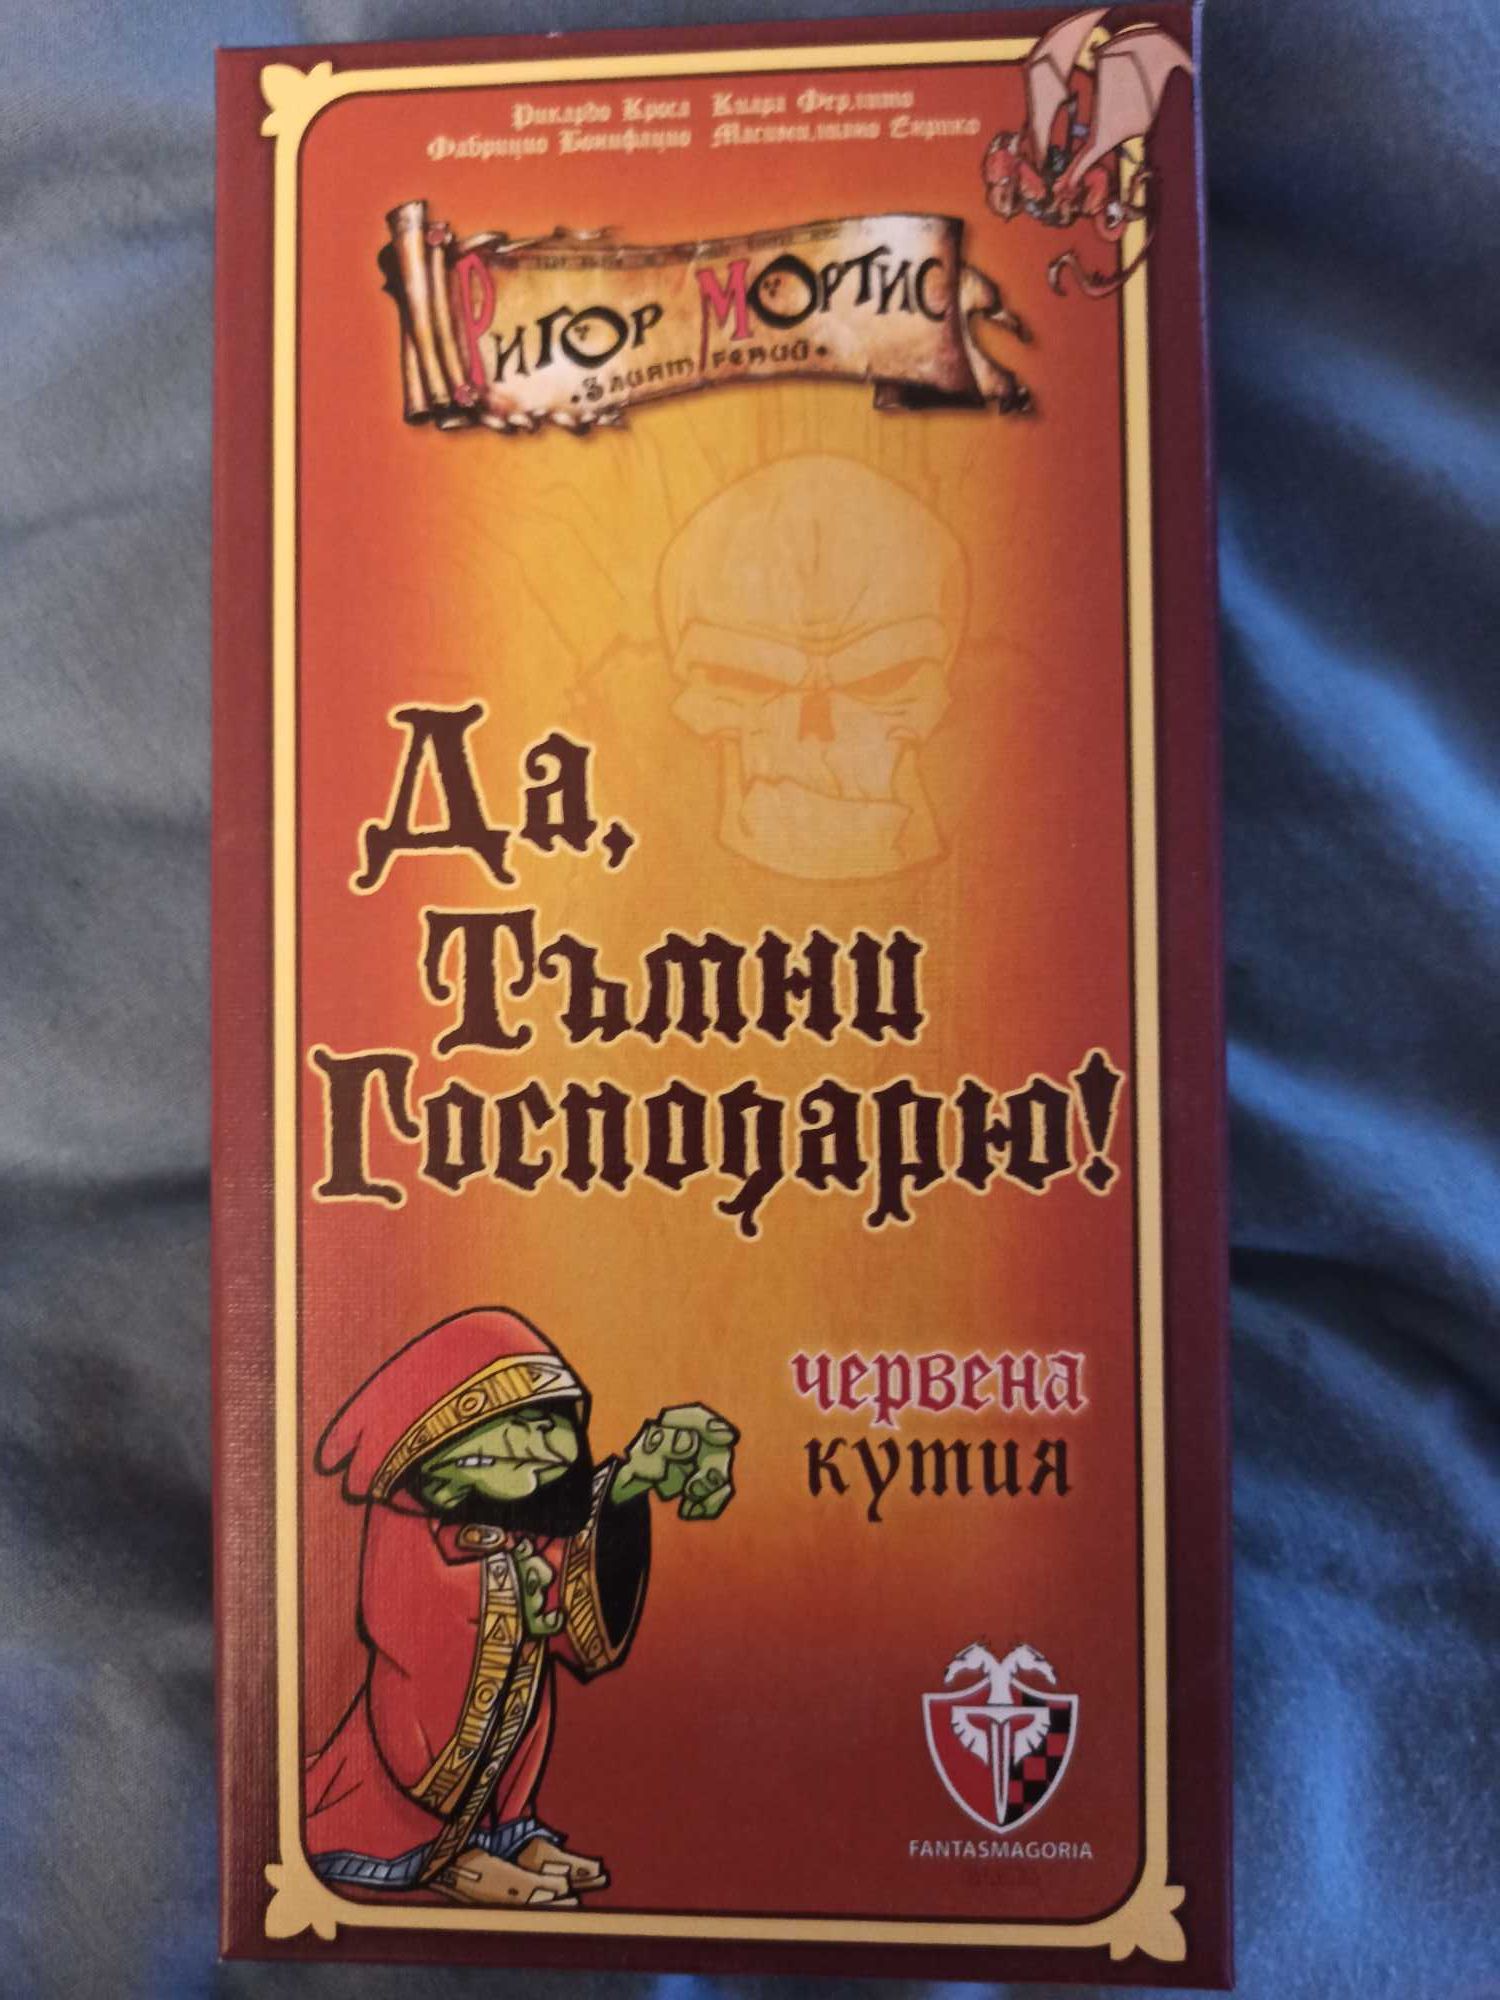 Рикардо Кроса Киара Ферлито
Фабрицио Бонифацио Масимилиано Енрико
Ригор Мортис
Злият гений
Да,
Тъмни
Господарю!
червена
кутия
FANTASMAGORIA